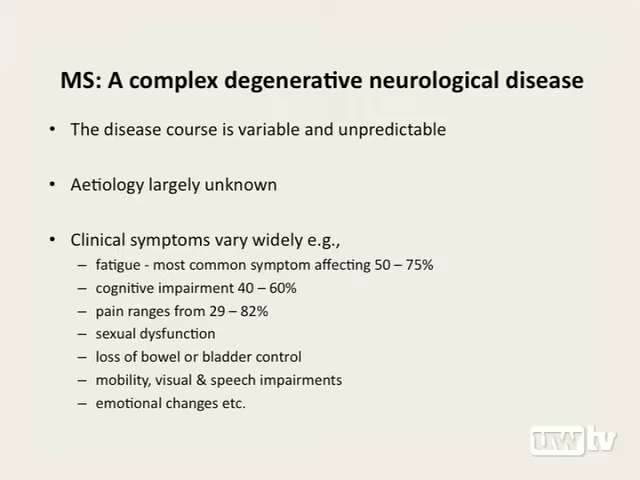 MS: A complex degenerative neurological disease
• The disease course is variable and unpredictable
• Aetiology largely unknown
• Clinical symptoms vary widely e.g.,
– fatigue - most common symptom affecting 50 – 75%
– cognitive impairment 40 – 60%
– pain ranges from 29 – 82%
– sexual dysfunction
– loss of bowel or bladder control
– mobility, visual & speech impairments
– emotional changes etc.
uwtv